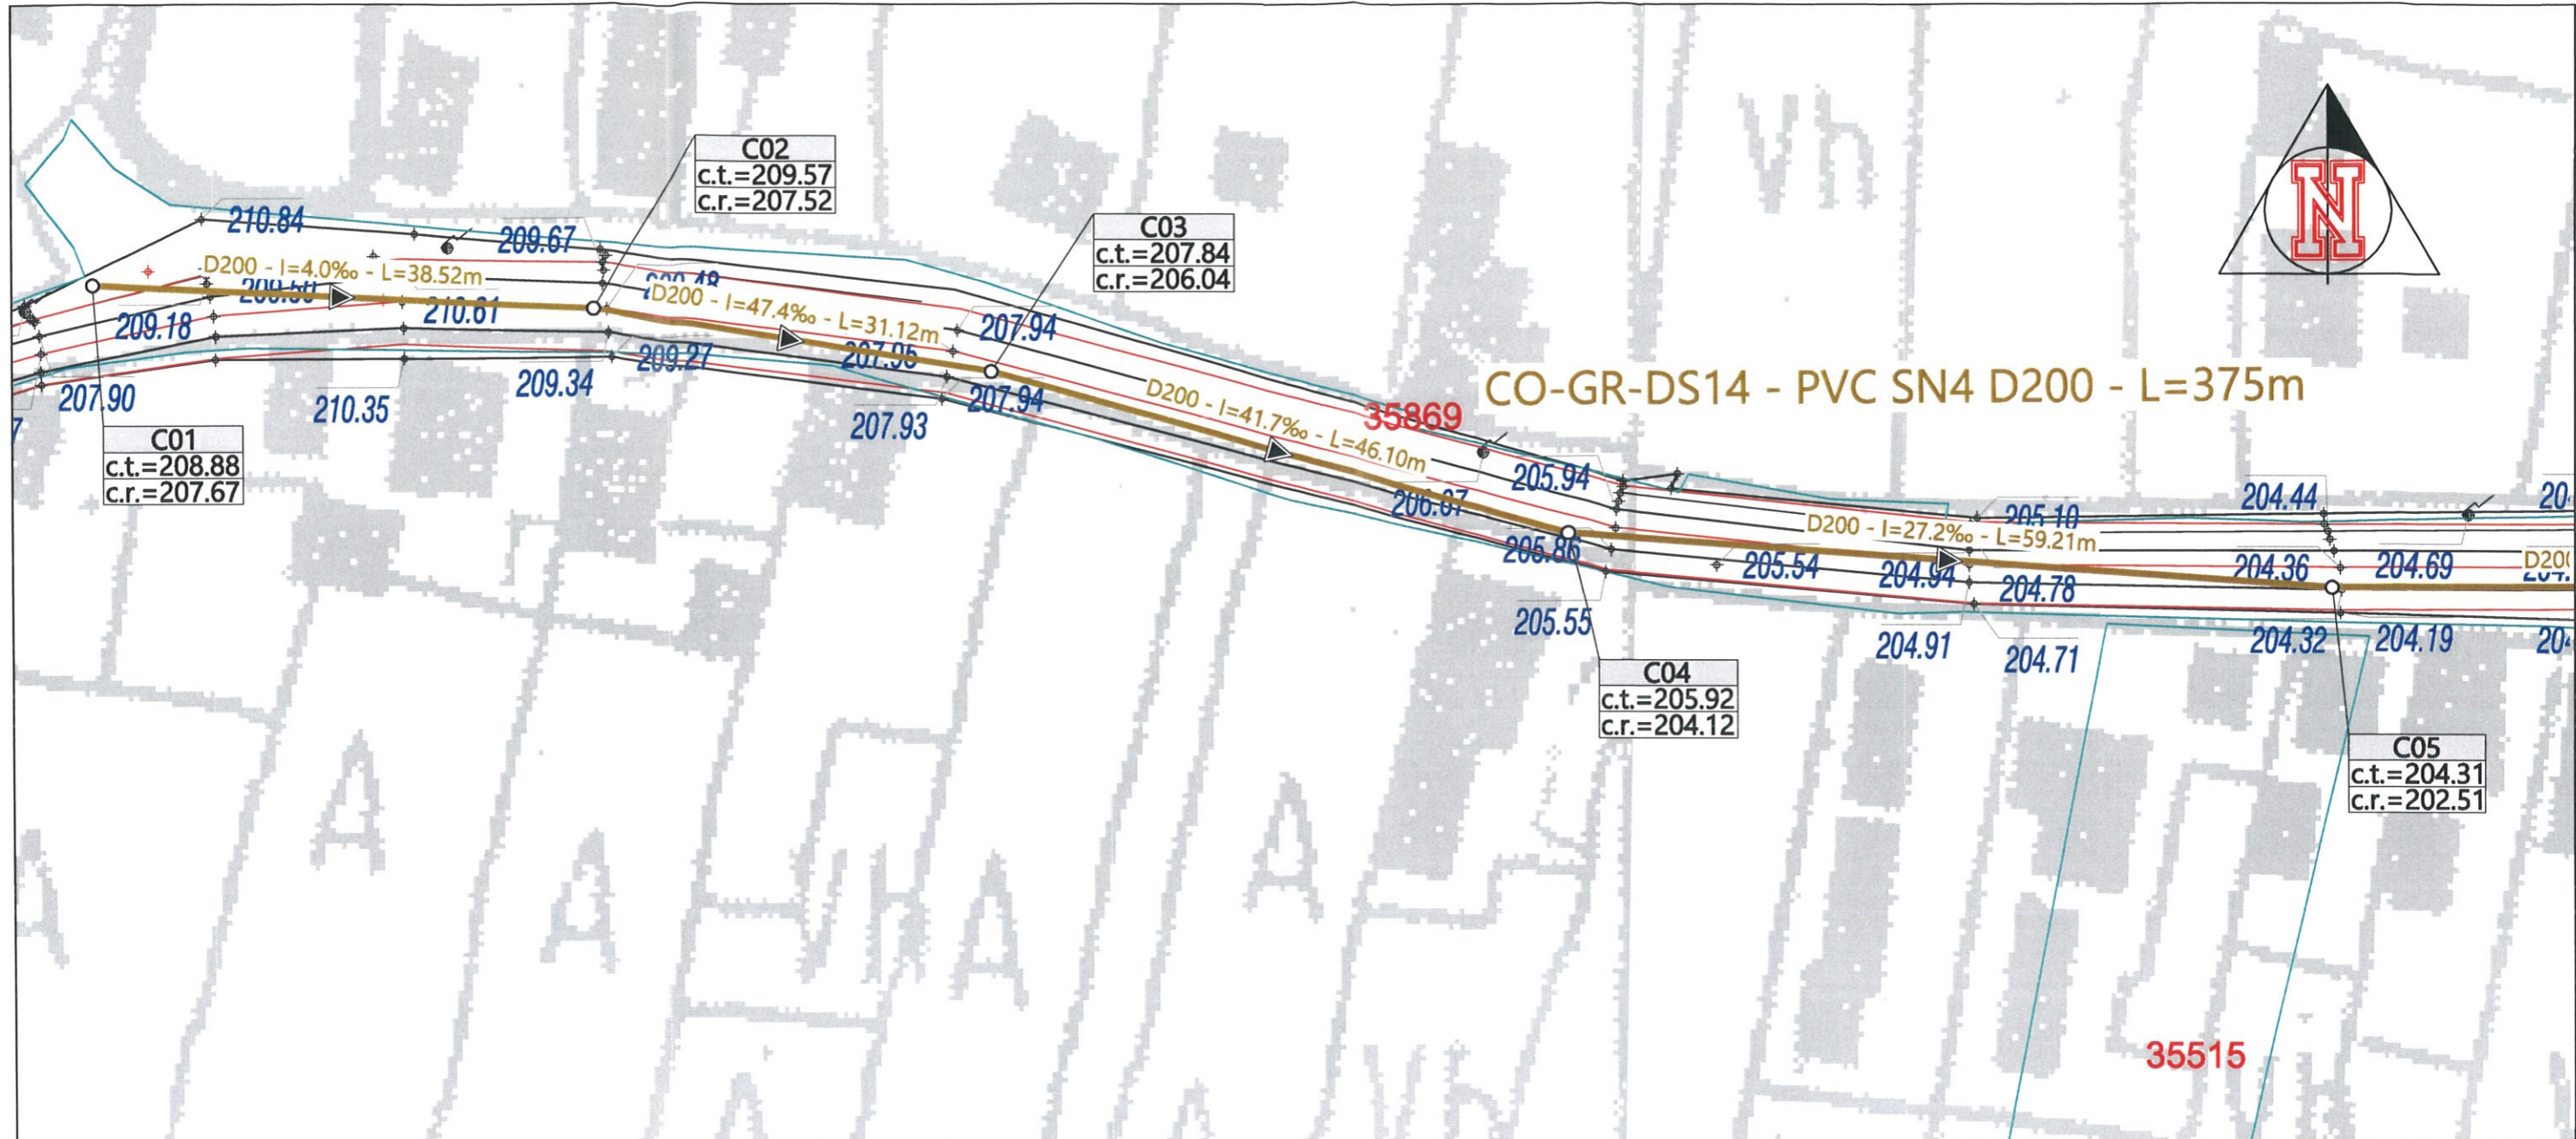 C02
c.t.=209.57
c.r.=207.52
C03
c.t.=207.84
c.r.=206.04
N
Vh
210.84
209.67
D200 - I=4.0‰ - L=38.52m
210.61
209.18
D200 - I=47.4‰ - L=31.12m
207.94
209.27
209.34
207.90
210.35
207.94
207.93
C01
c.t.=208.88
c.r.=207.67
CO-GR-DS14 - PVC SN4 D200 - L=375m
35869
D200 - I=41.7‰ - L=46.10m
205.94
206.07
205.86
205.55
205.10
D200 - I=27.2‰ - L=59.21m
205.54
204.94
204.78
204.44
204.36
204.69
204.91
204.71
204.32
204.19
C04
c.t.=205.92
c.r.=204.12
C05
c.t.=204.31
c.r.=202.51
A
A
A
A
A
35515